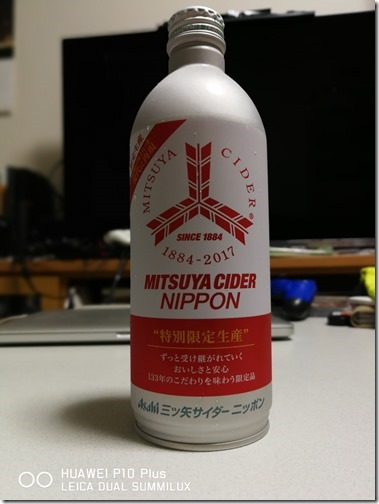 MITSUYA CIDER®
SINCE 1884
1884-2017
MITSUYA CIDER
NIPPON
“特別限定生産”
ずっと受け継がれていく
おいしさと安心
133年のこだわりを味わう限定品
Asahi 三ツ矢サイダー ニッポン
HUAWEI P10 Plus
LEICA DUAL SUMMILUX